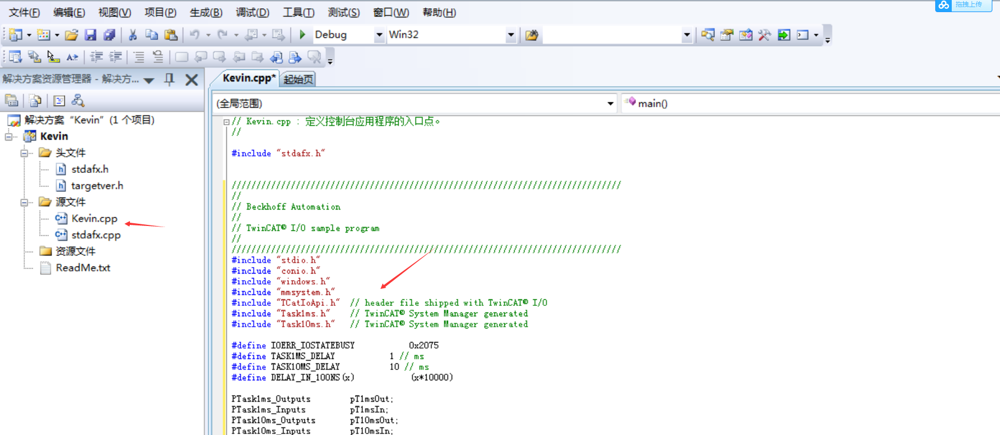 拖拽上传
文件(F) 编辑(E) 视图(V) 项目(P) 生成(B) 调试(D) 工具(T) 测试(S) 窗口(W) 帮助(H)
Debug Win32
解决方案资源管理器 - 解决方...
Kevin.cpp* 起始页
(全局范围) main()
解决方案 “Kevin” (1 个项目)
Kevin
头文件
stdafx.h
targetver.h
源文件
Kevin.cpp
stdafx.cpp
资源文件
ReadMe.txt
// Kevin.cpp : 定义控制台应用程序的入口点。
//
#include "stdafx.h"
///////////////////////////////////////////////////////////////////////////////
//
// Beckhoff Automation
//
// TwinCAT® I/O sample program
//
///////////////////////////////////////////////////////////////////////////////
#include "stdio.h"
#include "conio.h"
#include "windows.h"
#include "mmsystem.h"
#include "TCatIoApi.h" // header file shipped with TwinCAT® I/O
#include "Task1ms.h" // TwinCAT® System Manager generated
#include "Task10ms.h" // TwinCAT® System Manager generated
#define IOERR_IOSTATEBUSY 0x2075
#define TASK1MS_DELAY 1 // ms
#define TASK10MS_DELAY 10 // ms
#define DELAY_IN_100NS(x) (x*10000)
PTask1ms_Outputs pT1msOut;
PTask1ms_Inputs pT1msIn;
PTask10ms_Outputs pT10msOut;
PTask10ms_Inputs pT10msIn;